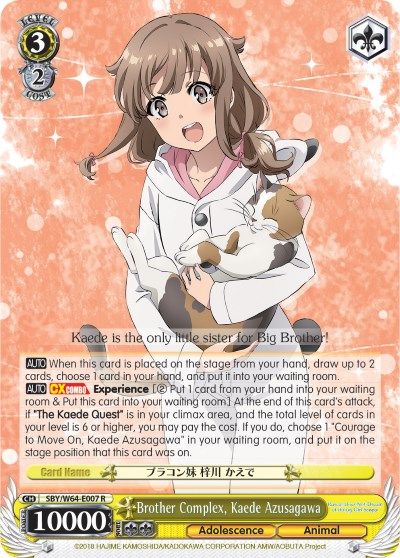 LEVEL
3
2
COST
Kaede is the only little sister for Big Brother!
AUTO When this card is placed on the stage from your hand, draw up to 2
cards, choose 1 card in your hand, and put it into your waiting room.
AUTO CXCOMBO Experience [② Put 1 card from your hand into your waiting
room & Put this card into your waiting room] At the end of this card's attack,
if "The Kaede Quest" is in your climax area, and the total level of cards in
your level is 6 or higher, you may pay the cost. If you do, choose 1 "Courage
to Move On, Kaede Azusagawa" in your waiting room, and put it on the stage
position that this card was on.
Card Name
ブラコン妹 梓川 かえで
CH SBY/W64-E007 R
POWER
10000
Brother Complex, Kaede Azusagawa
Adolescence
Animal
©2018 HAJIME KAMOSHIDA/KADOKAWA CORPORATION AMW/AOBUTA Project